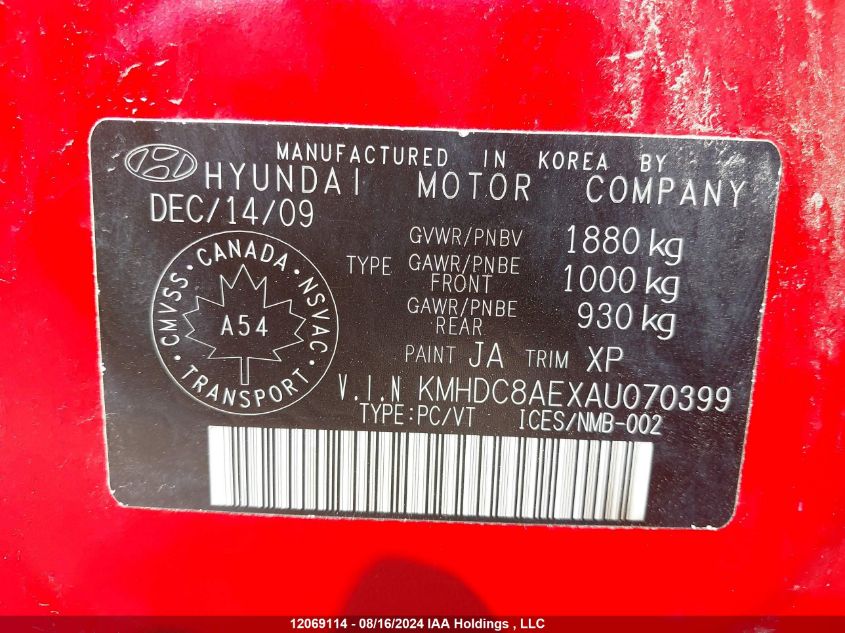 MANUFACTURED IN KOREA BY
HYUNDAI MOTOR COMPANY
DEC/14/09
GVWR/PNBV 1880 kg
TYPE GAWR/PNBE FRONT 1000 kg
GAWR/PNBE REAR 930 kg
PAINT JA TRIM XP
CANADA
CMVSS · NSVAC
A54
TRANSPORT
V.I.N KMHDC8AEXAU070399
TYPE:PC/VT ICES/NMB-002
12069114 - 08/16/2024 IAA Holdings , LLC